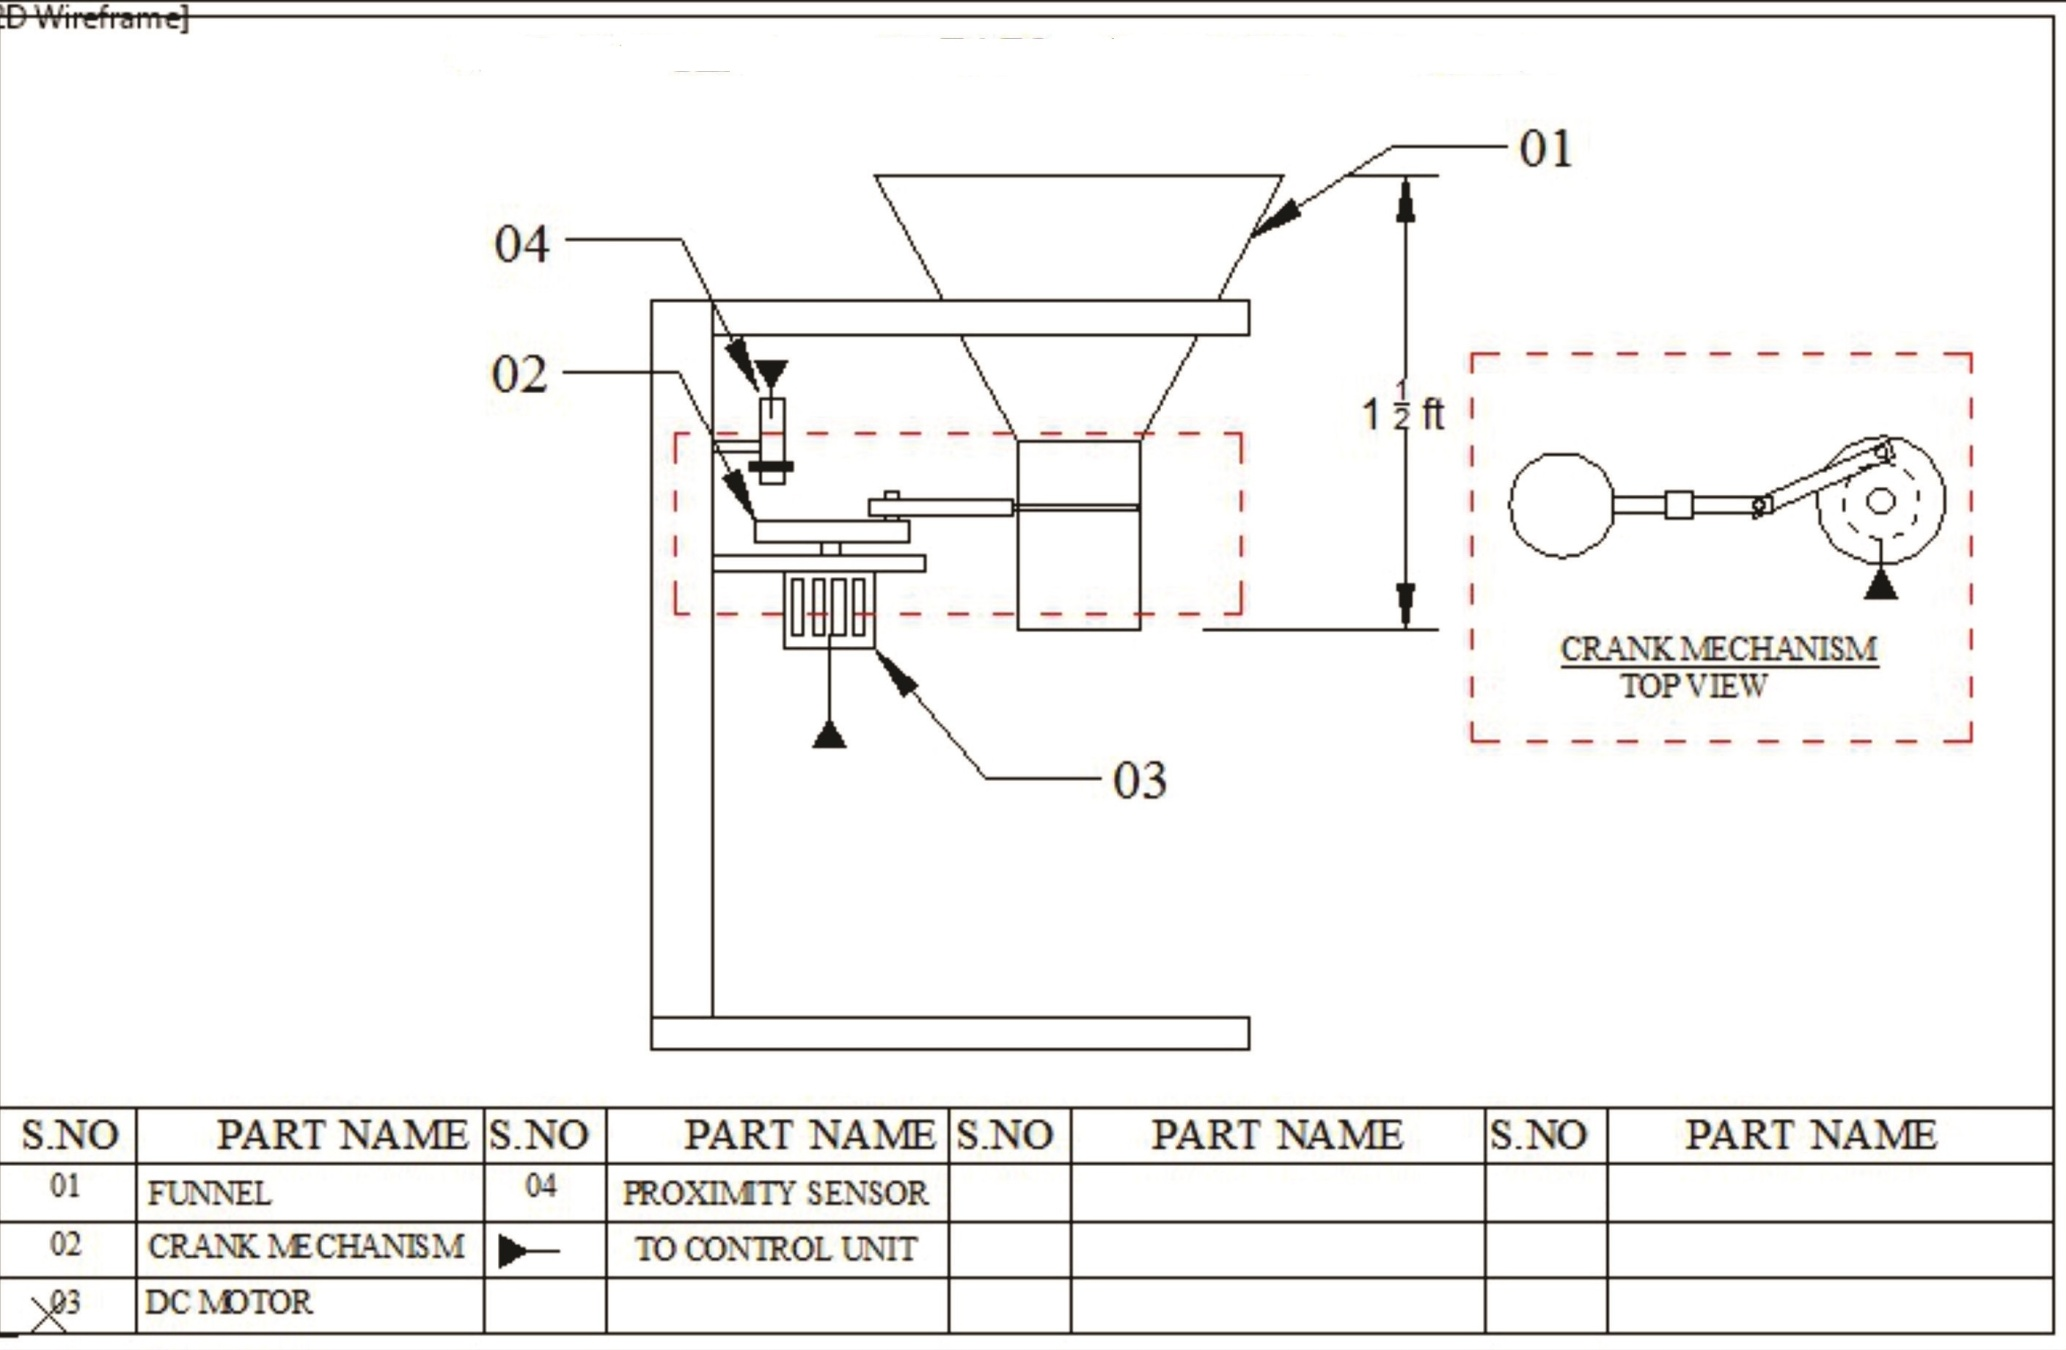 2D Wireframe]
01
04
02
1 1/2 ft
CRANK MECHANISM
TOP VIEW
03
S.NO PART NAME S.NO PART NAME S.NO PART NAME S.NO PART NAME
01 FUNNEL 04 PROXIMITY SENSOR
02 CRANK MECHANISM TO CONTROL UNIT
03 DC MOTOR